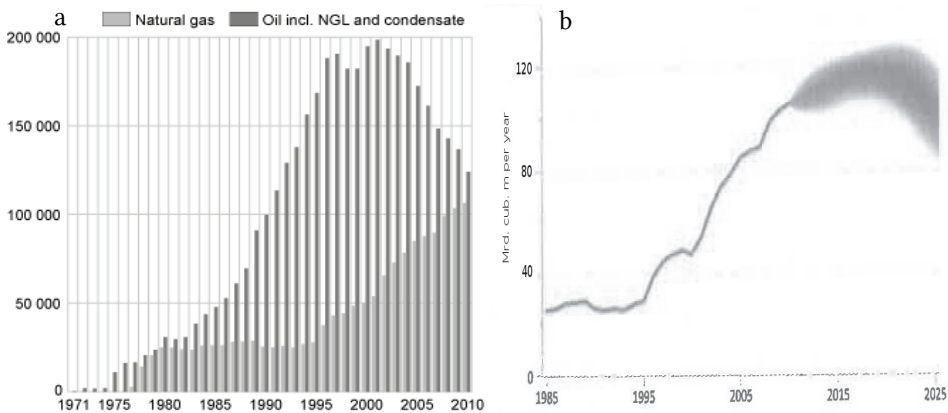 a
Natural gas Oil incl. NGL and condensate
200 000
150 000
100 000
50 000
0
1971 1975 1980 1985 1990 1995 2000 2005 2010
b
Mrd. cub. m per year
120
80
40
0
1985 1995 2005 2015 2025